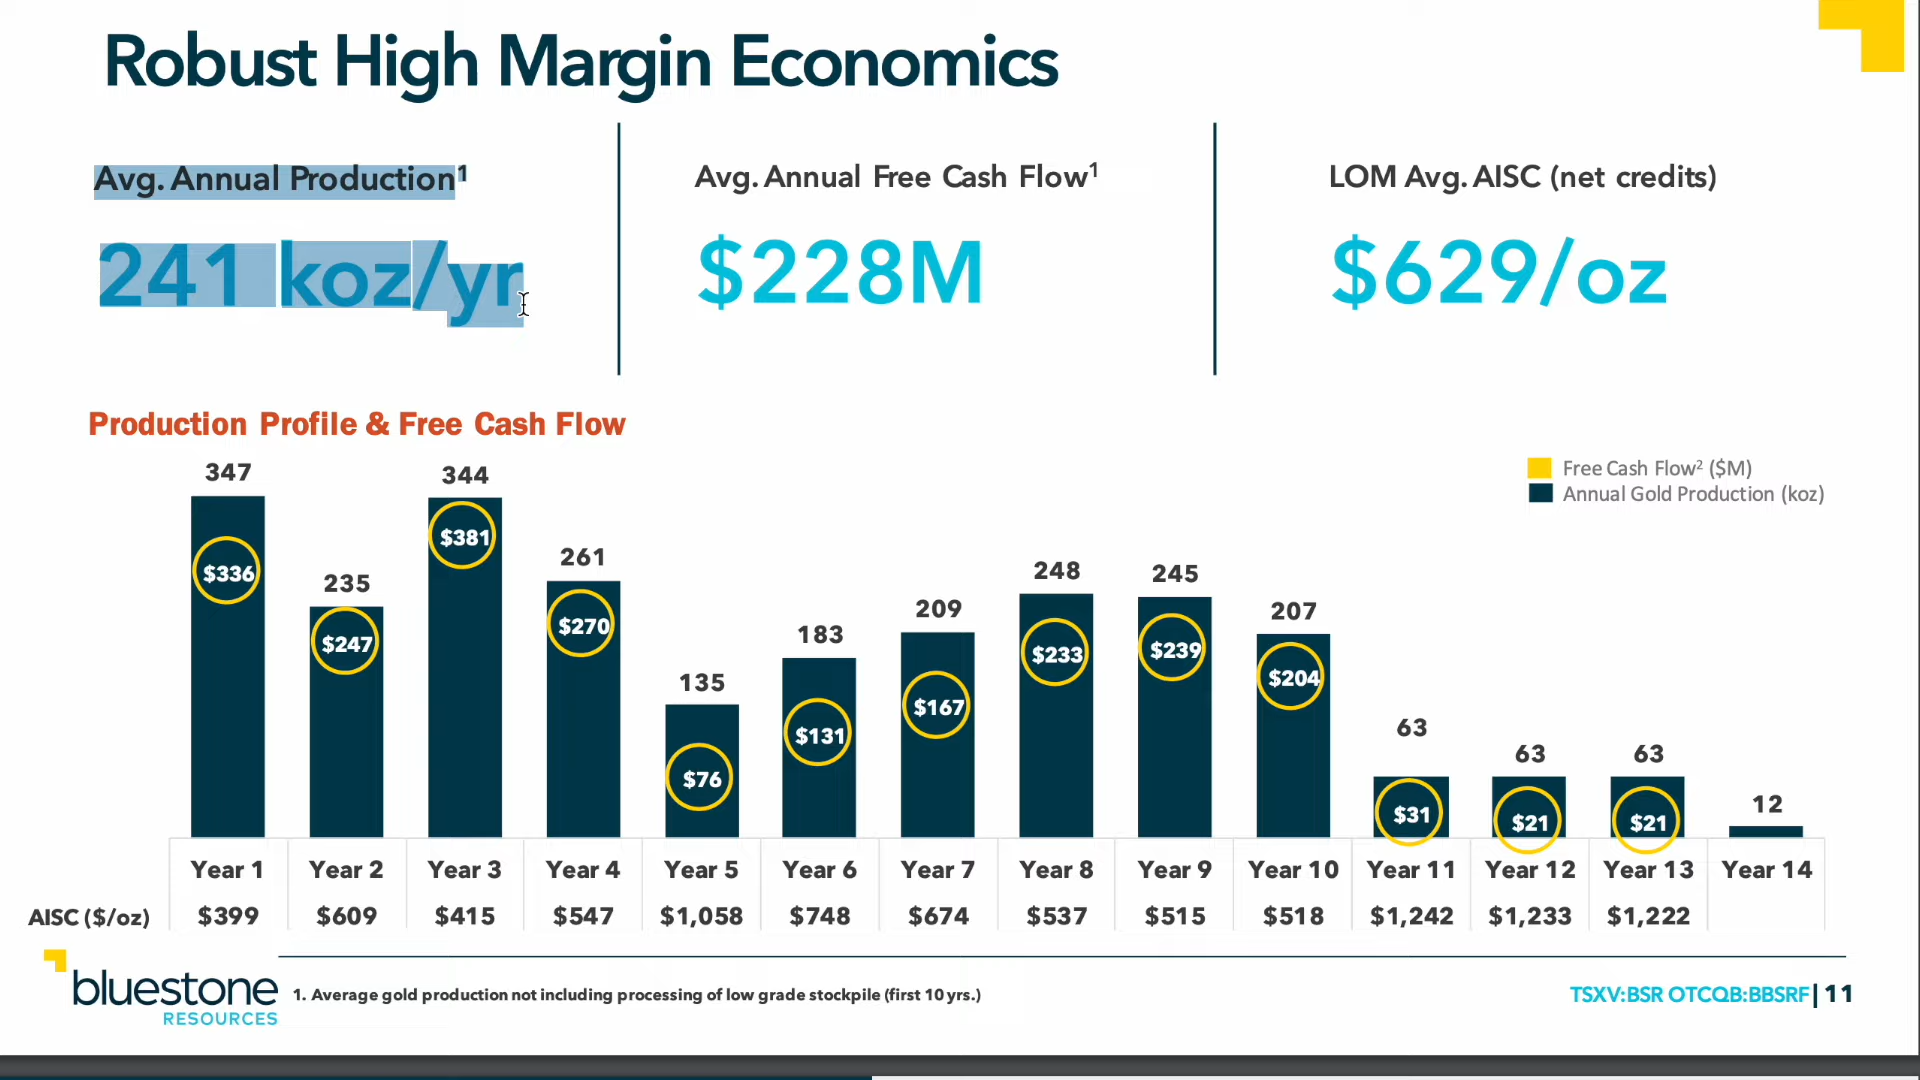 Robust High Margin Economics
Avg. Annual Production¹
241 koz/yr
Avg. Annual Free Cash Flow¹
$228M
LOM Avg. AISC (net credits)
$629/oz
Production Profile & Free Cash Flow
Free Cash Flow² ($M)
Annual Gold Production (koz)
347 235 344 261 135 183 209 248 245 207 63 63 63 12
$336 $247 $381 $270 $76 $131 $167 $233 $239 $204 $31 $21 $21
Year 1 Year 2 Year 3 Year 4 Year 5 Year 6 Year 7 Year 8 Year 9 Year 10 Year 11 Year 12 Year 13 Year 14
AISC ($/oz) $399 $609 $415 $547 $1,058 $748 $674 $537 $515 $518 $1,242 $1,233 $1,222
bluestone
RESOURCES
1. Average gold production not including processing of low grade stockpile (first 10 yrs.)
TSXV:BSR OTCQB:BBSRF| 11